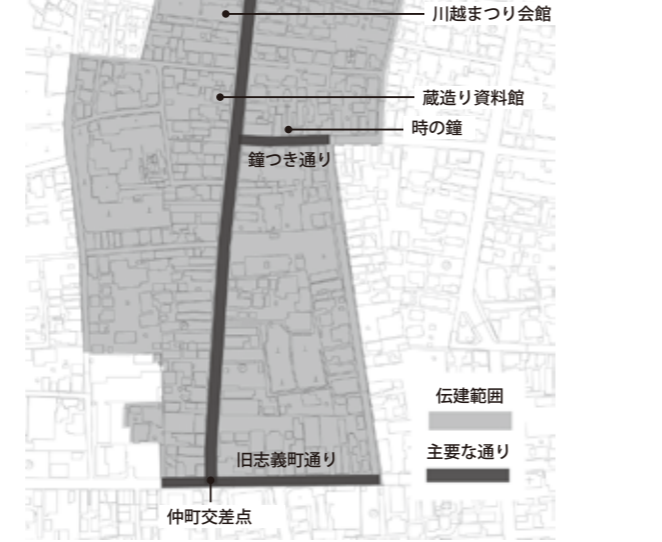 川越まつり会館
蔵造り資料館
時の鐘
鐘つき通り
伝建範囲
主要な通り
旧志義町通り
仲町交差点